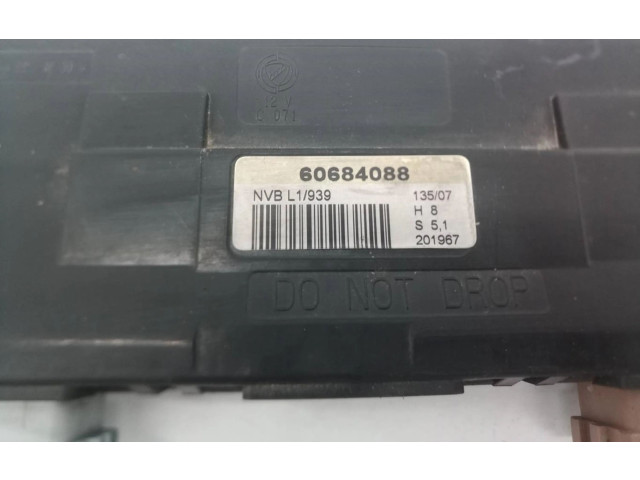 12 V
60684088
NVB L1/939
135/07
H 8
S 5,1
201967
DO NOT DROP